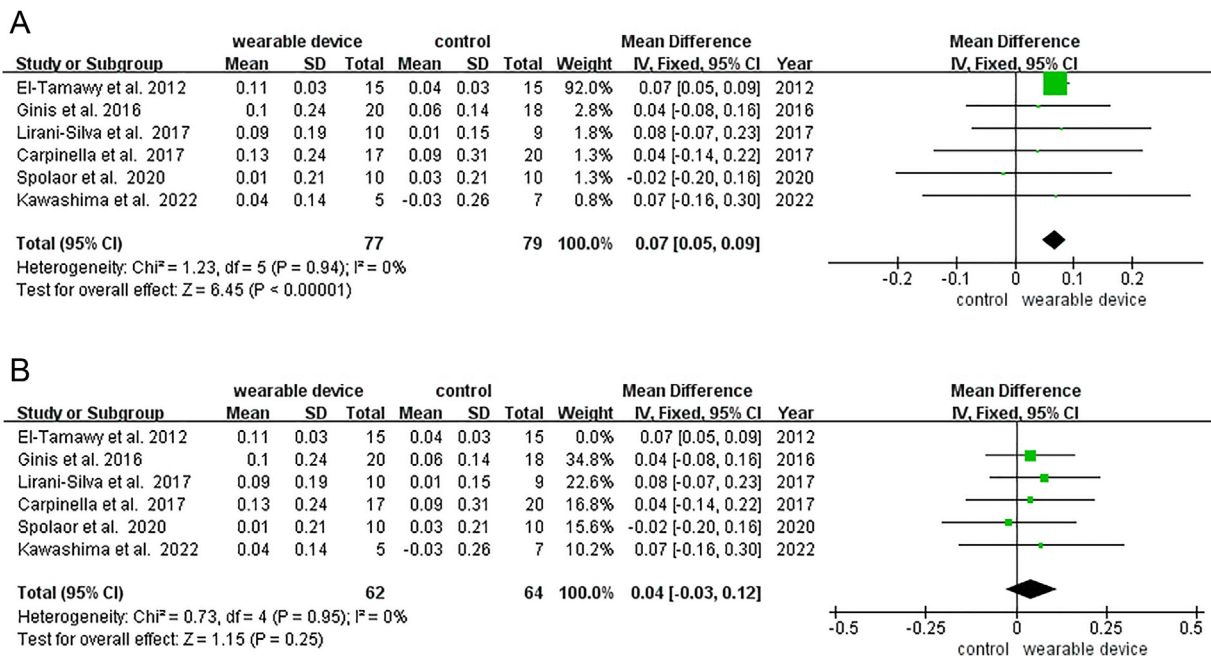 A
wearable device control Mean Difference Mean Difference
Study or Subgroup Mean SD Total Mean SD Total Weight IV, Fixed, 95% CI Year IV, Fixed, 95% CI
El-Tamawy et al. 2012 0.11 0.03 15 0.04 0.03 15 92.0% 0.07 [0.05, 0.09] 2012
Ginis et al. 2016 0.1 0.24 20 0.06 0.14 18 2.8% 0.04 [-0.08, 0.16] 2016
Lirani-Silva et al. 2017 0.09 0.19 10 0.01 0.15 9 1.8% 0.08 [-0.07, 0.23] 2017
Carpinella et al. 2017 0.13 0.24 17 0.09 0.31 20 1.3% 0.04 [-0.14, 0.22] 2017
Spolaor et al. 2020 0.01 0.21 10 0.03 0.21 10 1.3% -0.02 [-0.20, 0.16] 2020
Kawashima et al. 2022 0.04 0.14 5 -0.03 0.26 7 0.8% 0.07 [-0.16, 0.30] 2022
Total (95% CI) 77 79 100.0% 0.07 [0.05, 0.09]
Heterogeneity: Chi² = 1.23, df = 5 (P = 0.94); I² = 0%
Test for overall effect: Z = 6.45 (P < 0.00001)
-0.2 -0.1 0 0.1 0.2
control wearable device
B
wearable device control Mean Difference Mean Difference
Study or Subgroup Mean SD Total Mean SD Total Weight IV, Fixed, 95% CI Year IV, Fixed, 95% CI
El-Tamawy et al. 2012 0.11 0.03 15 0.04 0.03 15 0.0% 0.07 [0.05, 0.09] 2012
Ginis et al. 2016 0.1 0.24 20 0.06 0.14 18 34.8% 0.04 [-0.08, 0.16] 2016
Lirani-Silva et al. 2017 0.09 0.19 10 0.01 0.15 9 22.6% 0.08 [-0.07, 0.23] 2017
Carpinella et al. 2017 0.13 0.24 17 0.09 0.31 20 16.8% 0.04 [-0.14, 0.22] 2017
Spolaor et al. 2020 0.01 0.21 10 0.03 0.21 10 15.6% -0.02 [-0.20, 0.16] 2020
Kawashima et al. 2022 0.04 0.14 5 -0.03 0.26 7 10.2% 0.07 [-0.16, 0.30] 2022
Total (95% CI) 62 64 100.0% 0.04 [-0.03, 0.12]
Heterogeneity: Chi² = 0.73, df = 4 (P = 0.95); I² = 0%
Test for overall effect: Z = 1.15 (P = 0.25)
-0.5 -0.25 0 0.25 0.5
control wearable device